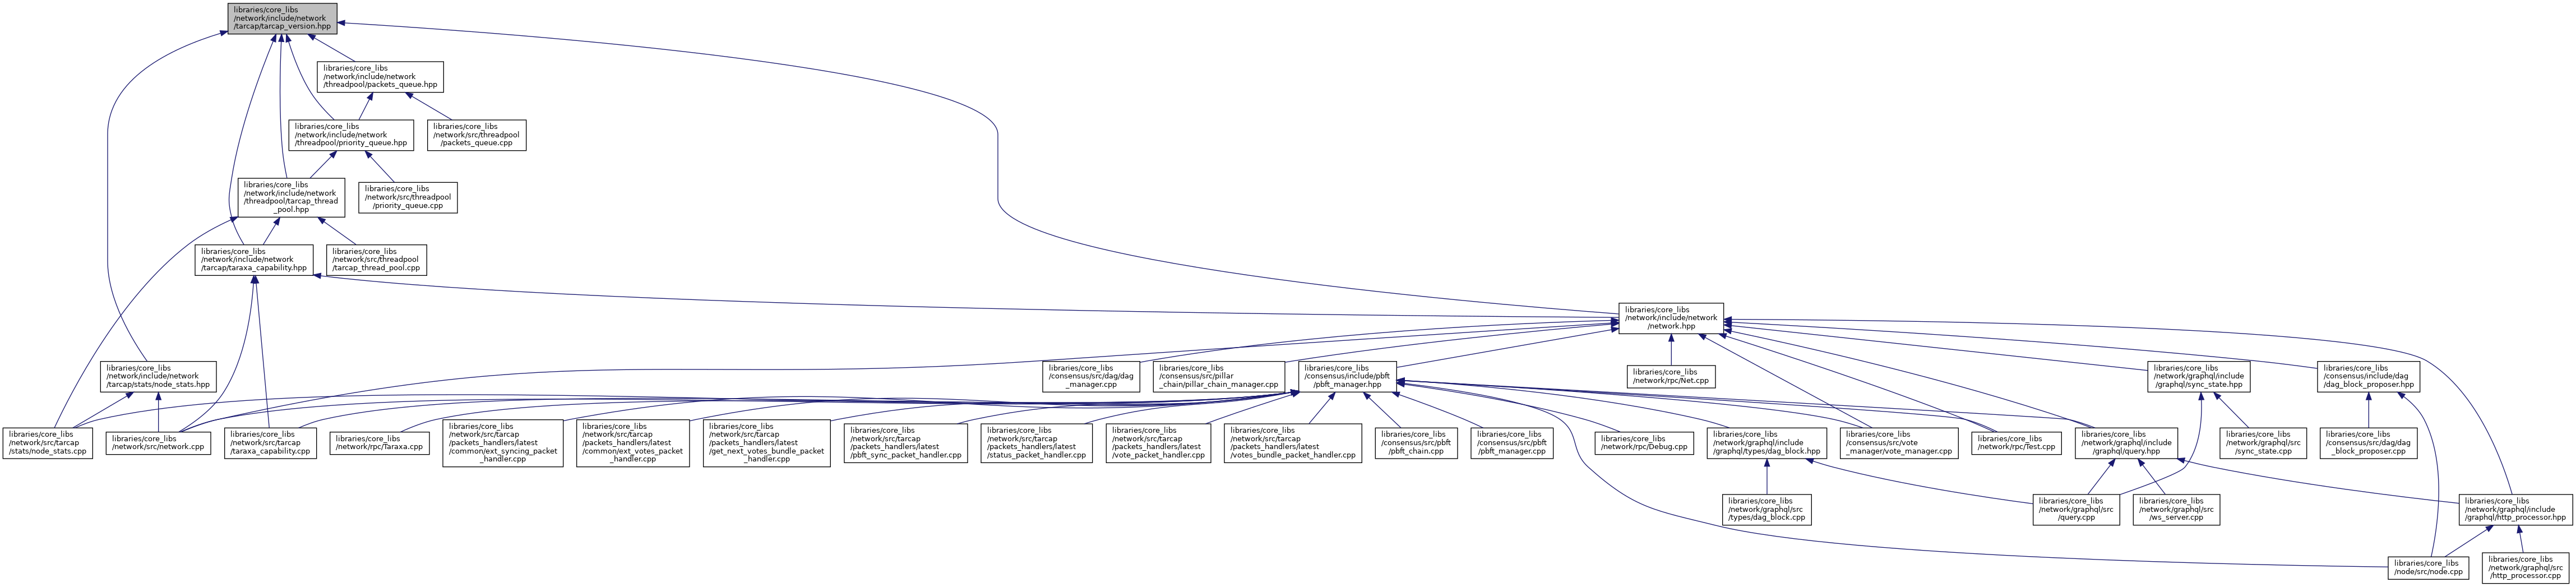 libraries/core_libs
/network/include/network
/tarcap/tarcap_version.hpp
libraries/core_libs
/network/include/network
/threadpool/packets_queue.hpp
libraries/core_libs
/network/include/network
/threadpool/priority_queue.hpp
libraries/core_libs
/network/src/threadpool
/packets_queue.cpp
libraries/core_libs
/network/include/network
/threadpool/tarcap_thread
_pool.hpp
libraries/core_libs
/network/src/threadpool
/priority_queue.cpp
libraries/core_libs
/network/include/network
/tarcap/taraxa_capability.hpp
libraries/core_libs
/network/src/threadpool
/tarcap_thread_pool.cpp
libraries/core_libs
/network/include/network
/network.hpp
libraries/core_libs
/network/include/network
/tarcap/stats/node_stats.hpp
libraries/core_libs
/consensus/src/dag/dag
_manager.cpp
libraries/core_libs
/consensus/src/pillar
_chain/pillar_chain_manager.cpp
libraries/core_libs
/consensus/include/pbft
/pbft_manager.hpp
libraries/core_libs
/network/rpc/Net.cpp
libraries/core_libs
/network/graphql/include
/graphql/sync_state.hpp
libraries/core_libs
/consensus/include/dag
/dag_block_proposer.hpp
libraries/core_libs
/network/src/tarcap
/stats/node_stats.cpp
libraries/core_libs
/network/src/network.cpp
libraries/core_libs
/network/src/tarcap
/taraxa_capability.cpp
libraries/core_libs
/network/rpc/Taraxa.cpp
libraries/core_libs
/network/src/tarcap
/packets_handlers/latest
/common/ext_syncing_packet
_handler.cpp
libraries/core_libs
/network/src/tarcap
/packets_handlers/latest
/common/ext_votes_packet
_handler.cpp
libraries/core_libs
/network/src/tarcap
/packets_handlers/latest
/get_next_votes_bundle_packet
_handler.cpp
libraries/core_libs
/network/src/tarcap
/packets_handlers/latest
/pbft_sync_packet_handler.cpp
libraries/core_libs
/network/src/tarcap
/packets_handlers/latest
/status_packet_handler.cpp
libraries/core_libs
/network/src/tarcap
/packets_handlers/latest
/vote_packet_handler.cpp
libraries/core_libs
/network/src/tarcap
/packets_handlers/latest
/votes_bundle_packet_handler.cpp
libraries/core_libs
/consensus/src/pbft
/pbft_chain.cpp
libraries/core_libs
/consensus/src/pbft
/pbft_manager.cpp
libraries/core_libs
/network/rpc/Debug.cpp
libraries/core_libs
/network/graphql/include
/graphql/types/dag_block.hpp
libraries/core_libs
/consensus/src/vote
_manager/vote_manager.cpp
libraries/core_libs
/network/rpc/Test.cpp
libraries/core_libs
/network/graphql/include
/graphql/query.hpp
libraries/core_libs
/network/graphql/src
/sync_state.cpp
libraries/core_libs
/consensus/src/dag/dag
_block_proposer.cpp
libraries/core_libs
/network/graphql/src
/types/dag_block.cpp
libraries/core_libs
/network/graphql/src
/query.cpp
libraries/core_libs
/network/graphql/src
/ws_server.cpp
libraries/core_libs
/network/graphql/include
/graphql/http_processor.hpp
libraries/core_libs
/node/src/node.cpp
libraries/core_libs
/network/graphql/src
/http_processor.cpp